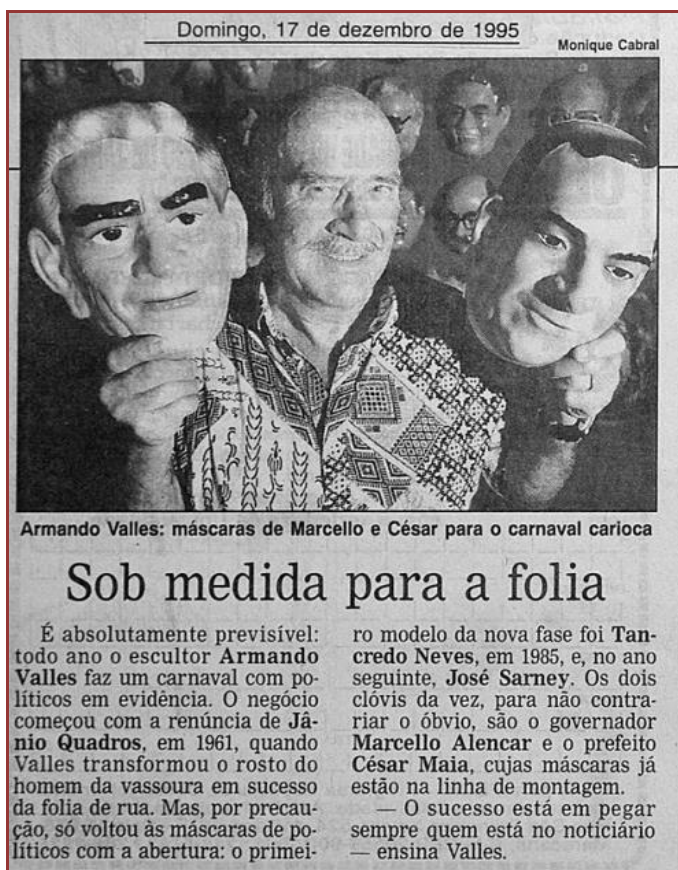 Domingo, 17 de dezembro de 1995
Monique Cabral
Armando Valles: máscaras de Marcello e César para o carnaval carioca
Sob medida para a folia
É absolutamente previsível:
todo ano o escultor Armando
Valles faz um carnaval com po-
líticos em evidência. O negócio
começou com a renúncia de Jâ-
nio Quadros, em 1961, quando
Valles transformou o rosto do
homem da vassoura em sucesso
da folia de rua. Mas, por precau-
ção, só voltou às máscaras de po-
líticos com a abertura: o primei-
ro modelo da nova fase foi Tan-
credo Neves, em 1985, e, no ano
seguinte, José Sarney. Os dois
clóvis da vez, para não contra-
riar o óbvio, são o governador
Marcello Alencar e o prefeito
César Maia, cujas máscaras já
estão na linha de montagem.
— O sucesso está em pegar
sempre quem está no noticiário
— ensina Valles.